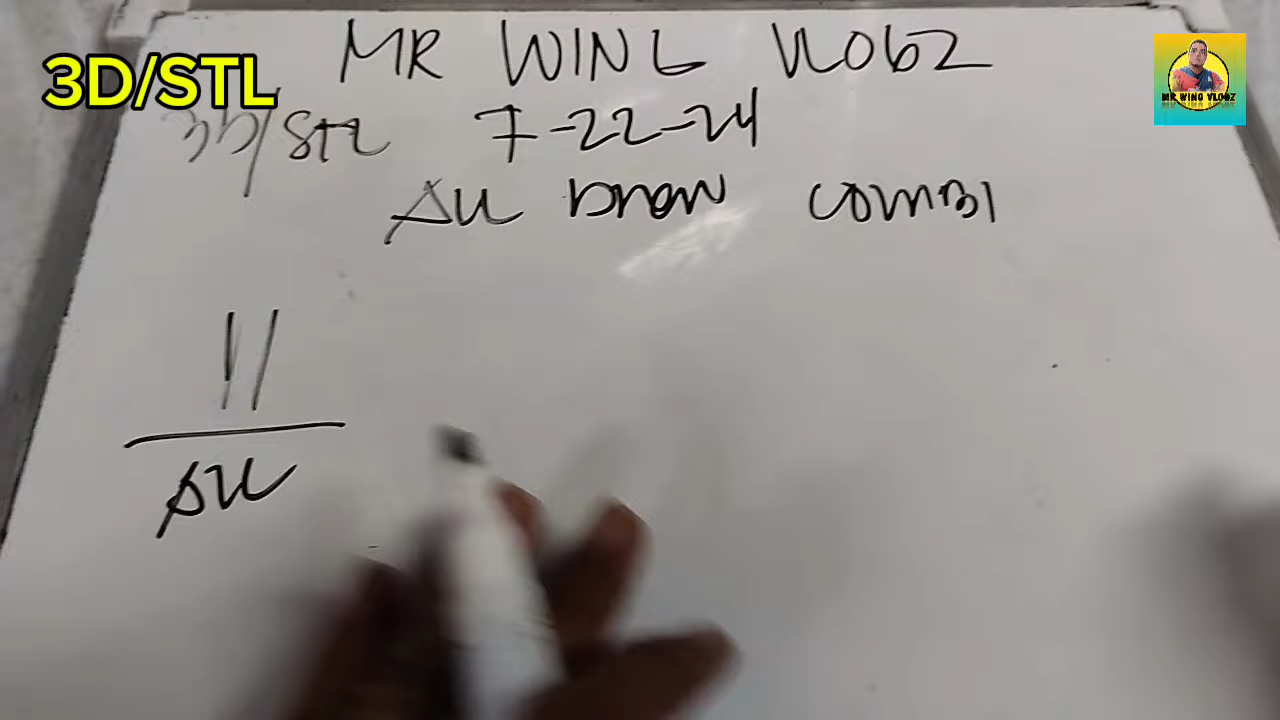 3D/STL
MR WING VLOGZ
MR WING VLOGZ
3D/STL 7-22-24
ALL DRAW COMBI
11
ALL